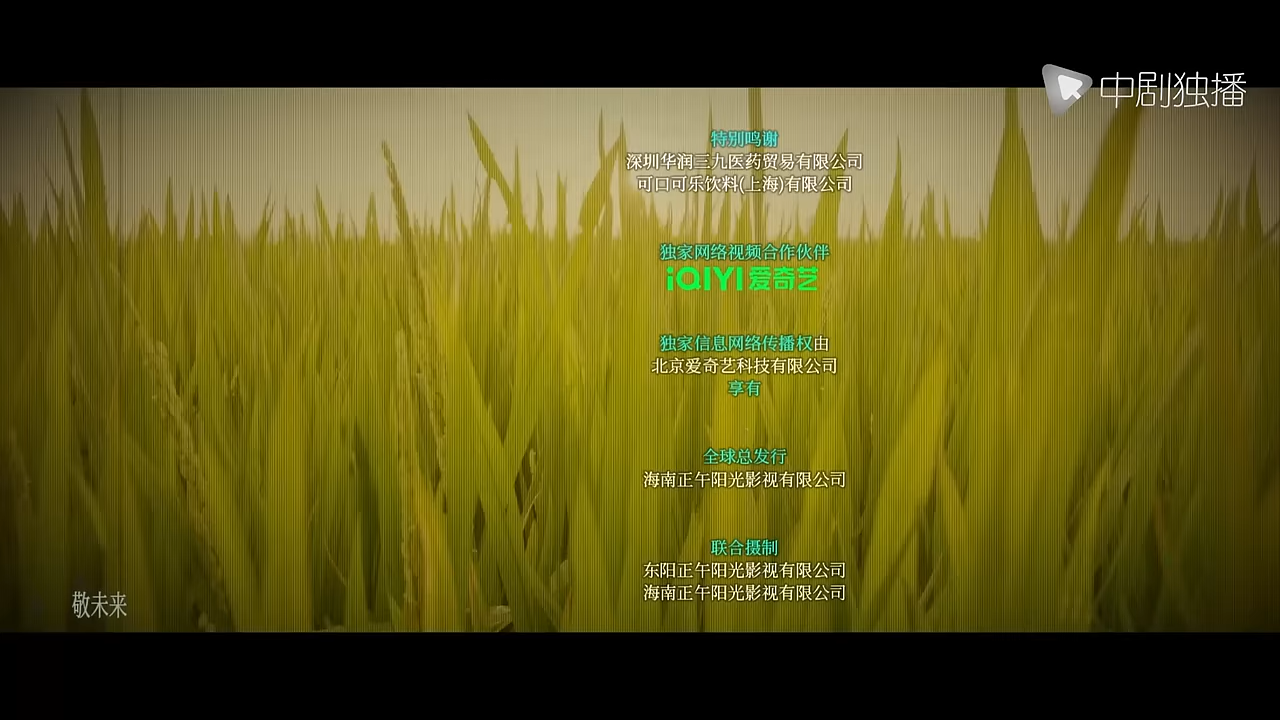 中剧独播
特别鸣谢
深圳华润三九医药贸易有限公司
可口可乐饮料(上海)有限公司
独家网络视频合作伙伴
iQIYI爱奇艺
独家信息网络传播权由
北京爱奇艺科技有限公司
享有
全球总发行
海南正午阳光影视有限公司
联合摄制
东阳正午阳光影视有限公司
海南正午阳光影视有限公司
敬未来